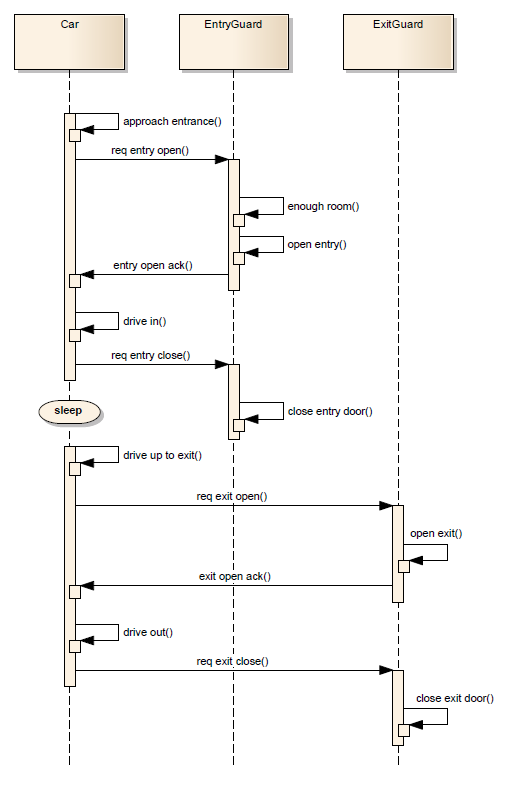 Car
EntryGuard
ExitGuard
approach entrance()
req entry open()
enough room()
open entry()
entry open ack()
drive in()
req entry close()
sleep
close entry door()
drive up to exit()
req exit open()
open exit()
exit open ack()
drive out()
req exit close()
close exit door()